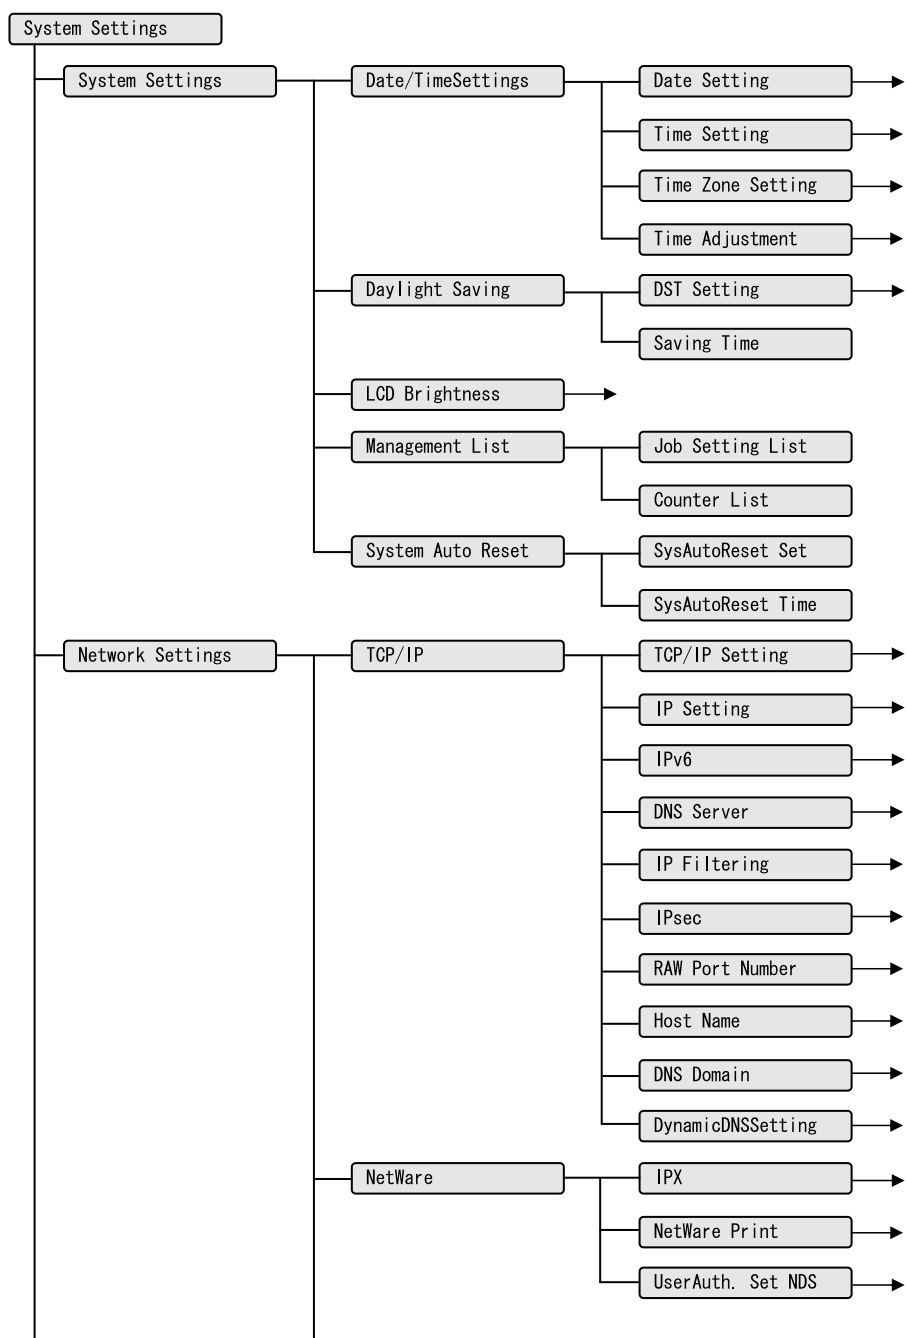 System Settings
System Settings
Date/TimeSettings
Date Setting
Time Setting
Time Zone Setting
Time Adjustment
Daylight Saving
DST Setting
Saving Time
LCD Brightness
Management List
Job Setting List
Counter List
System Auto Reset
SysAutoReset Set
SysAutoReset Time
Network Settings
TCP/IP
TCP/IP Setting
IP Setting
IPv6
DNS Server
IP Filtering
IPsec
RAW Port Number
Host Name
DNS Domain
DynamicDNSSetting
NetWare
IPX
NetWare Print
UserAuth. Set NDS